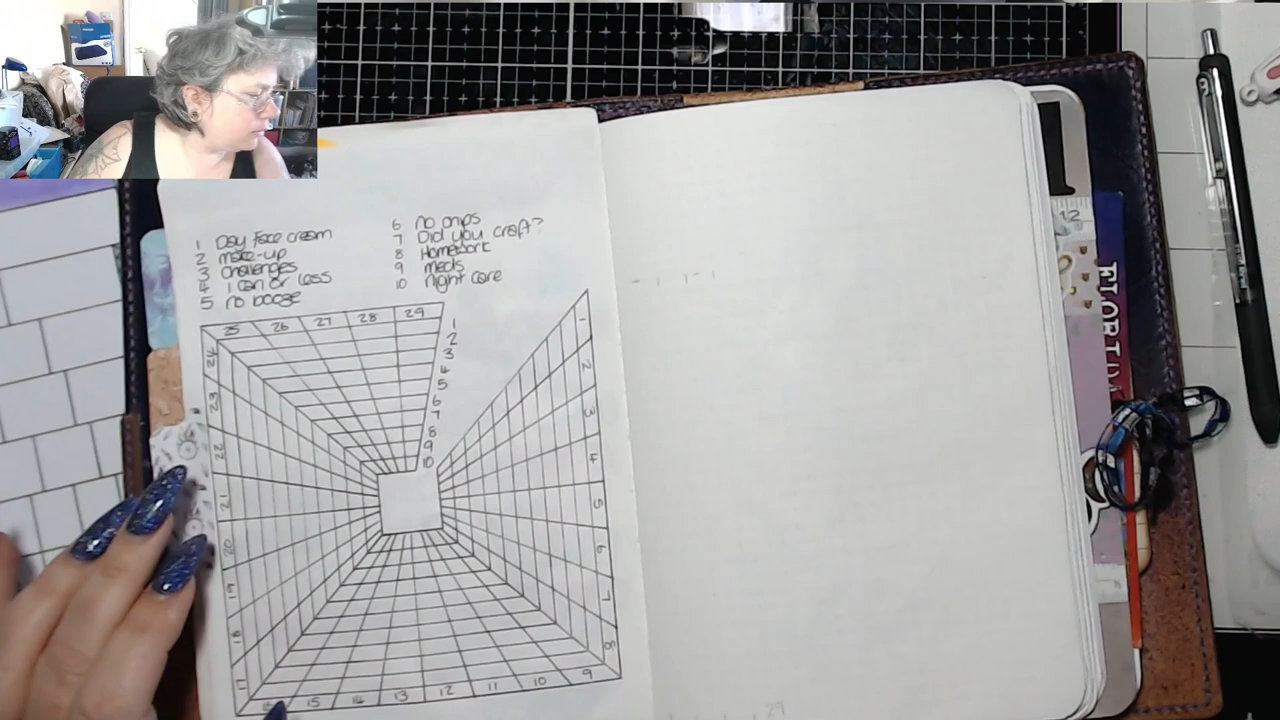 1 Day face cream
2 make-up
3 challenges
4 1 can or less
5 no booze
6 no chips
7 Did you craft?
8 Homework
9 meds
10 night care
25 26 27 28 29
1
2
3
4
5
6
7
8
9
10
24
23
22
21
20
19
18
17
16 15 14 13 12 11 10 9
1
2
3
4
5
6
7
8
12
29